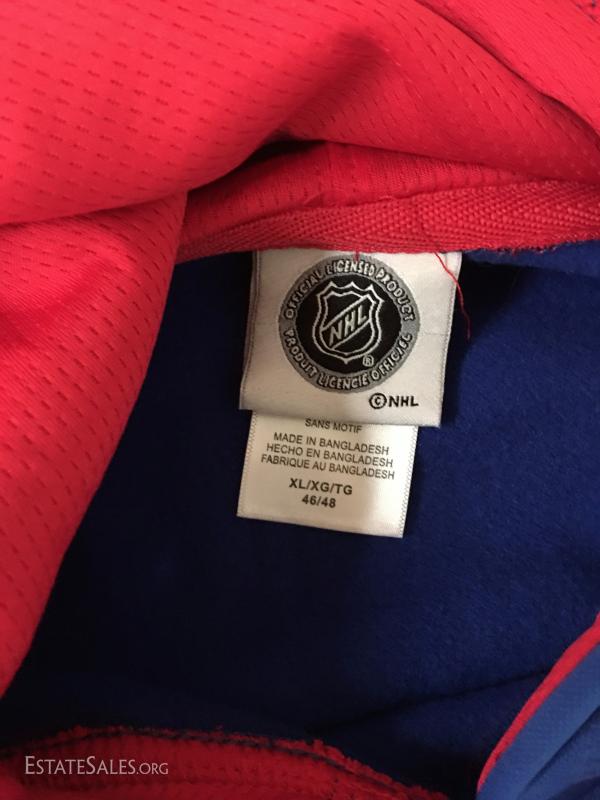 OFFICIAL LICENSED PRODUCT
NHL
®
PRODUIT LICENCIÉ OFFICIEL
©NHL
SANS MOTIF
MADE IN BANGLADESH
HECHO EN BANGLADESH
FABRIQUE AU BANGLADESH
XL/XG/TG
46/48
ESTATESALES.ORG